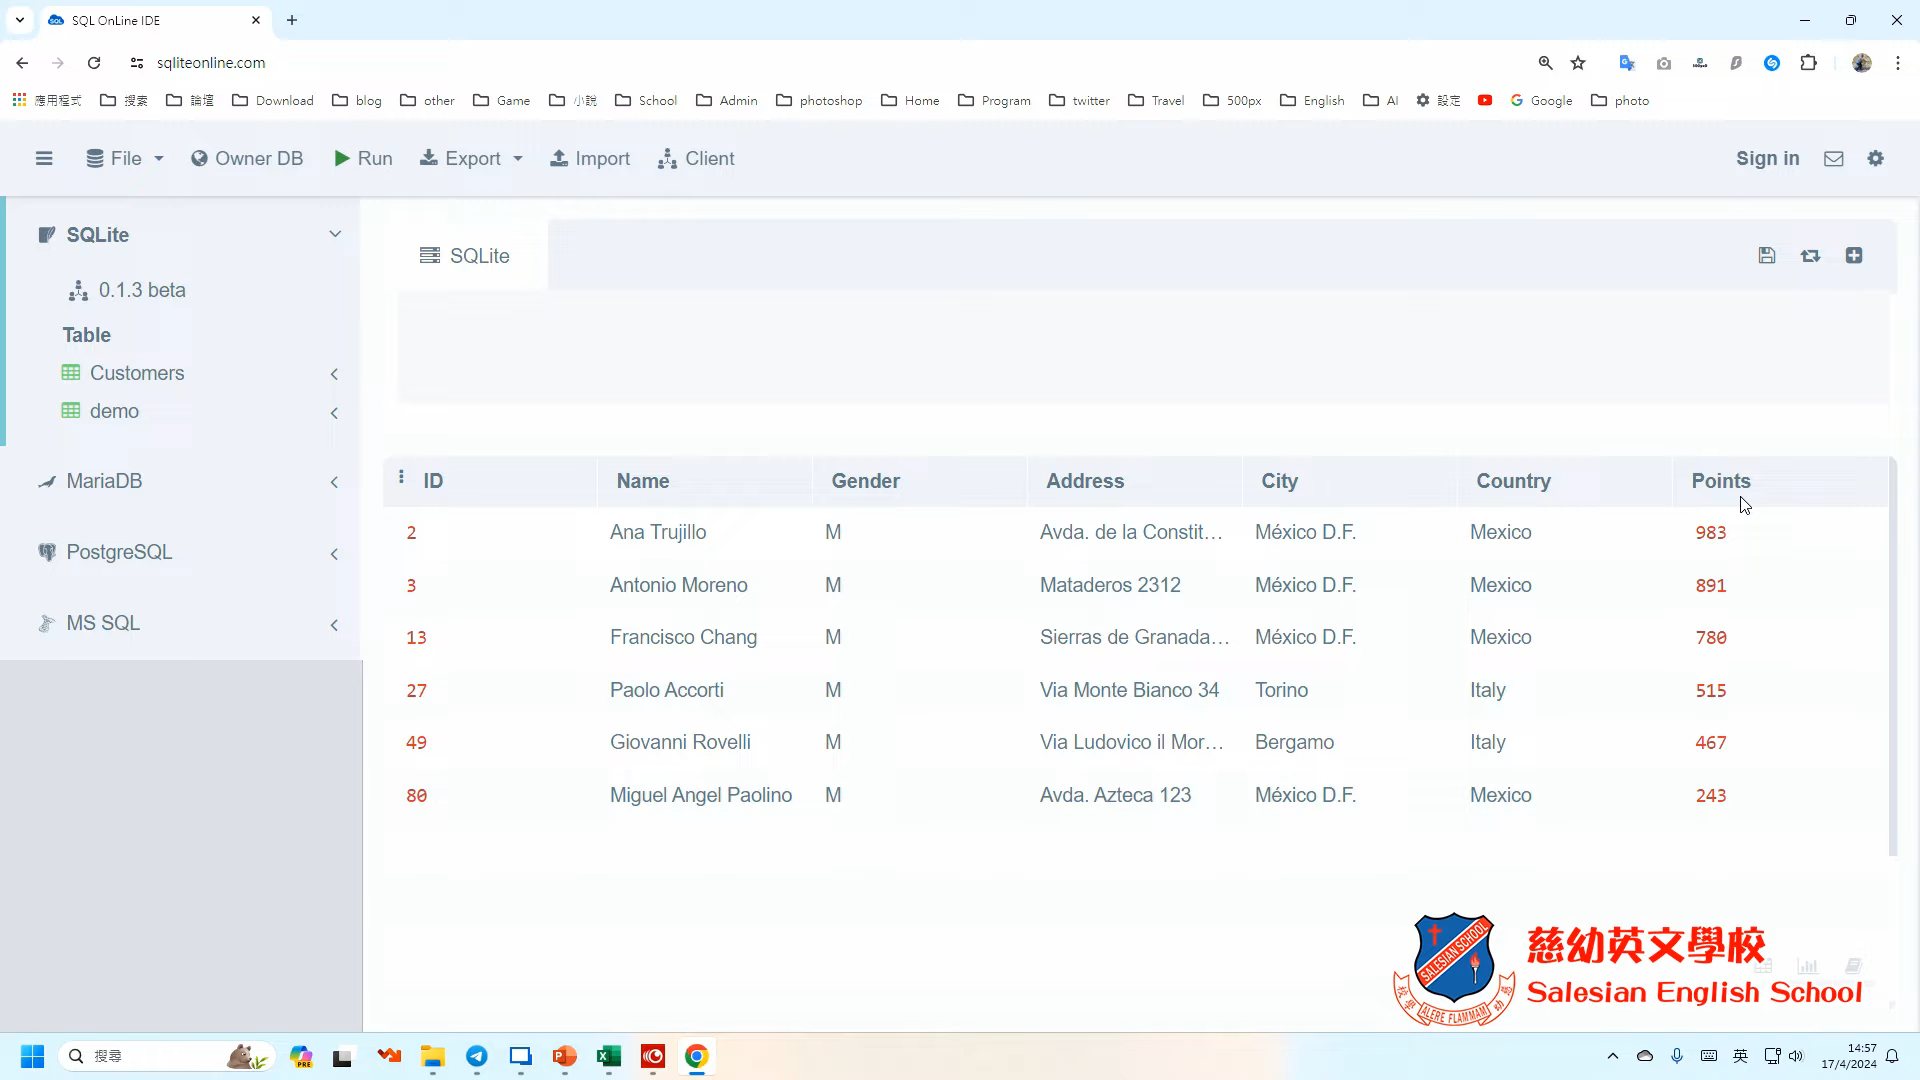 SQL OnLine IDE
sqliteonline.com
應用程式 搜索 論壇 Download blog other Game 小說 School Admin photoshop Home Program twitter Travel 500px English AI 設定 Google photo
File Owner DB Run Export Import Client Sign in
SQLite
0.1.3 beta
Table
Customers
demo
MariaDB
PostgreSQL
MS SQL
SQLite
ID Name Gender Address City Country Points
2 Ana Trujillo M Avda. de la Constit... México D.F. Mexico 983
3 Antonio Moreno M Mataderos 2312 México D.F. Mexico 891
13 Francisco Chang M Sierras de Granada... México D.F. Mexico 780
27 Paolo Accorti M Via Monte Bianco 34 Torino Italy 515
49 Giovanni Rovelli M Via Ludovico il Mor... Bergamo Italy 467
80 Miguel Angel Paolino M Avda. Azteca 123 México D.F. Mexico 243
SALESIAN SCHOOL
ALERE FLAMMAM
慈幼英文學校
Salesian English School
搜尋
PRE
英
14:57
17/4/2024